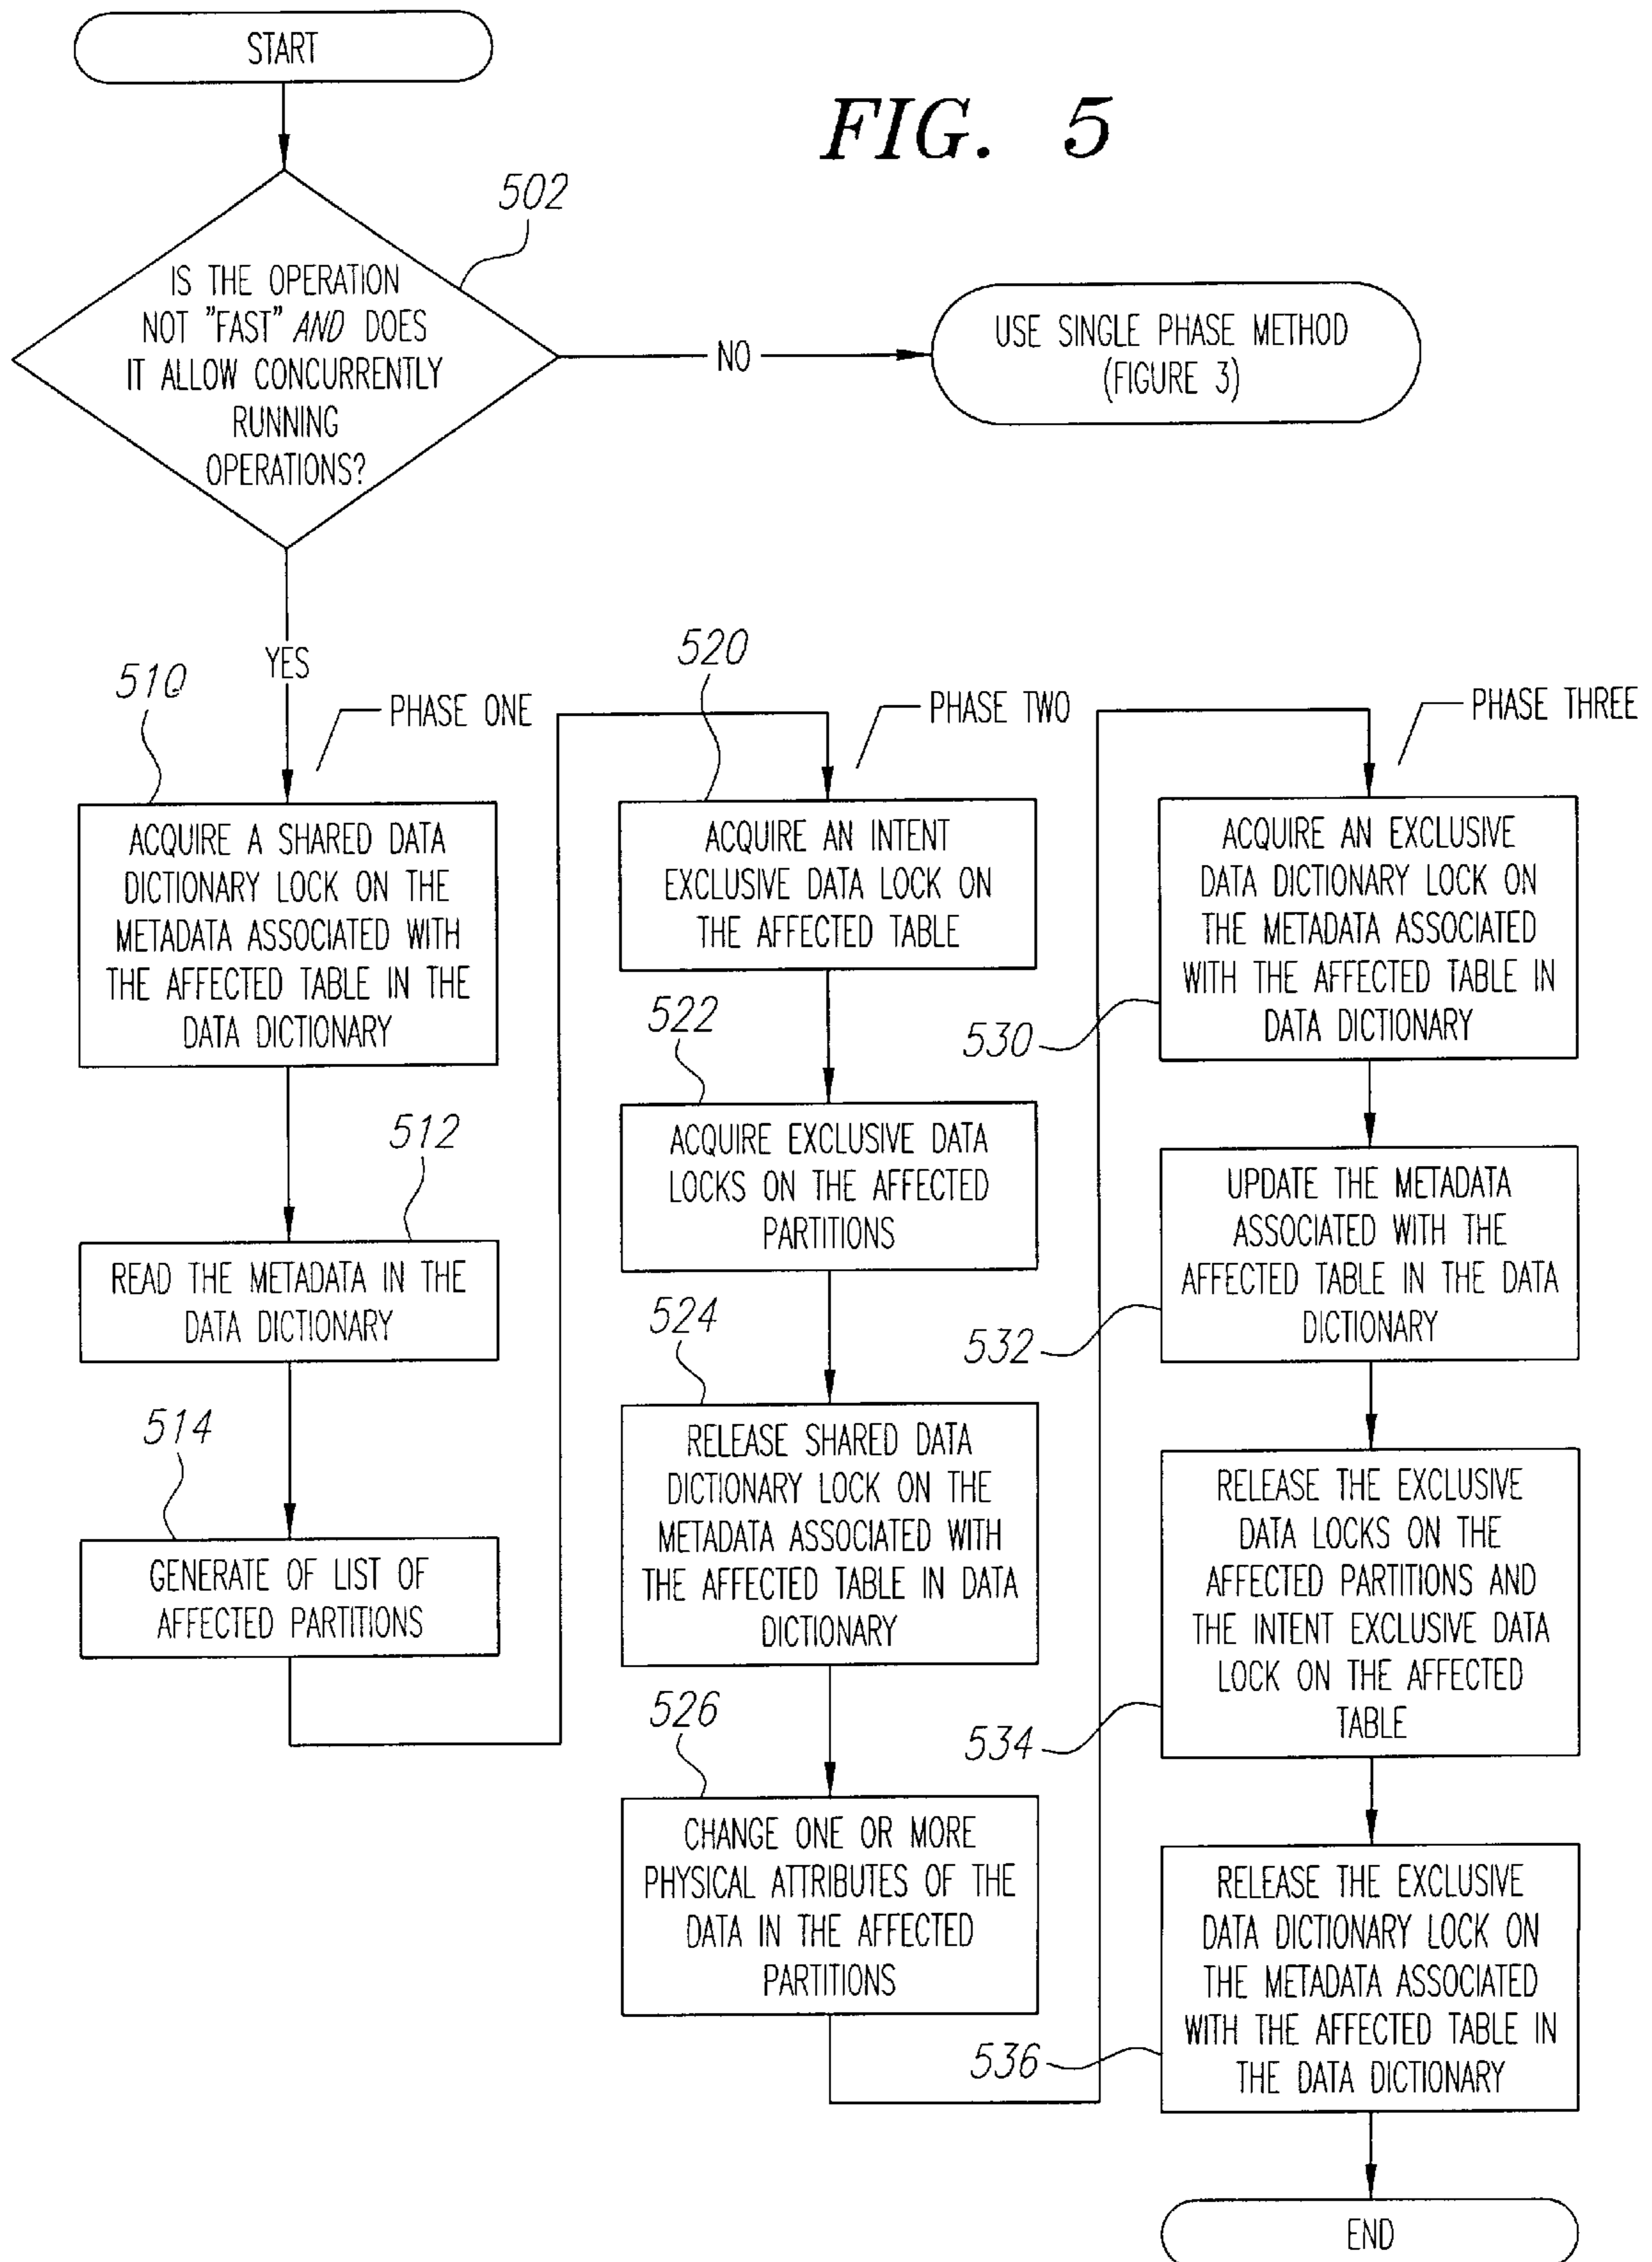 START
FIG. 5
502
IS THE OPERATION
NOT "FAST" AND DOES
IT ALLOW CONCURRENTLY
RUNNING
OPERATIONS?
NO
USE SINGLE PHASE METHOD
(FIGURE 3)
YES
510
PHASE ONE
ACQUIRE A SHARED DATA
DICTIONARY LOCK ON THE
METADATA ASSOCIATED WITH
THE AFFECTED TABLE IN THE
DATA DICTIONARY
512
READ THE METADATA IN THE
DATA DICTIONARY
514
GENERATE OF LIST OF
AFFECTED PARTITIONS
520
PHASE TWO
ACQUIRE AN INTENT
EXCLUSIVE DATA LOCK ON
THE AFFECTED TABLE
522
ACQUIRE EXCLUSIVE DATA
LOCKS ON THE AFFECTED
PARTITIONS
524
RELEASE SHARED DATA
DICTIONARY LOCK ON THE
METADATA ASSOCIATED WITH
THE AFFECTED TABLE IN DATA
DICTIONARY
526
CHANGE ONE OR MORE
PHYSICAL ATTRIBUTES OF THE
DATA IN THE AFFECTED
PARTITIONS
PHASE THREE
ACQUIRE AN EXCLUSIVE
DATA DICTIONARY LOCK ON
THE METADATA ASSOCIATED
WITH THE AFFECTED TABLE IN
DATA DICTIONARY
530
UPDATE THE METADATA
ASSOCIATED WITH THE
AFFECTED TABLE IN THE DATA
DICTIONARY
532
RELEASE THE EXCLUSIVE
DATA LOCKS ON THE
AFFECTED PARTITIONS AND
THE INTENT EXCLUSIVE DATA
LOCK ON THE AFFECTED
TABLE
534
RELEASE THE EXCLUSIVE
DATA DICTIONARY LOCK ON
THE METADATA ASSOCIATED
WITH THE AFFECTED TABLE IN
THE DATA DICTIONARY
536
END